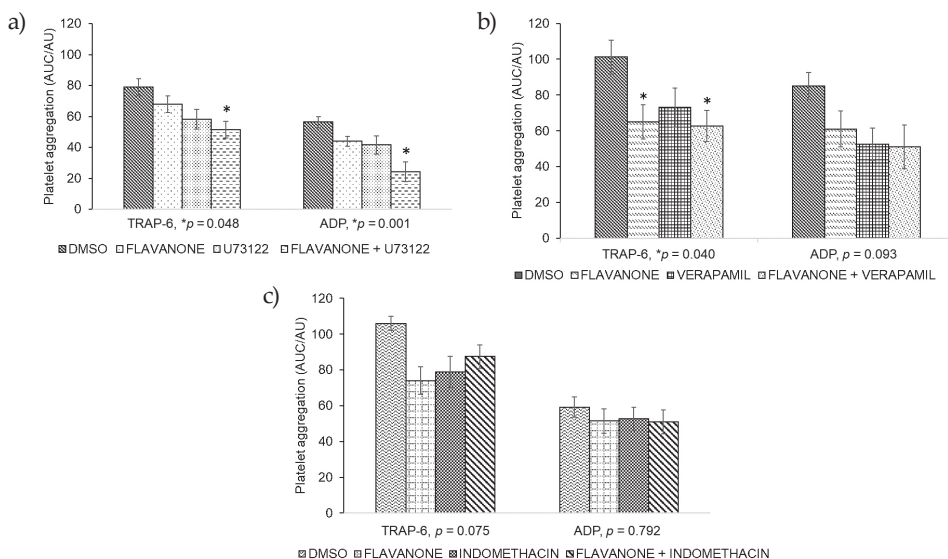 a)
Platelet aggregation (AUC/AU)
120
100
80
60
40
20
0
*
*
TRAP-6, *p = 0.048
ADP, *p = 0.001
DMSO FLAVANONE U73122 FLAVANONE + U73122
b)
Platelet aggregation (AUC/AU)
120
100
80
60
40
20
0
*
*
TRAP-6, *p = 0.040
ADP, p = 0.093
DMSO FLAVANONE VERAPAMIL FLAVANONE + VERAPAMIL
c)
Platelet aggregation (AUC/AU)
120
100
80
60
40
20
0
TRAP-6, p = 0.075
ADP, p = 0.792
DMSO FLAVANONE INDOMETHACIN FLAVANONE + INDOMETHACIN